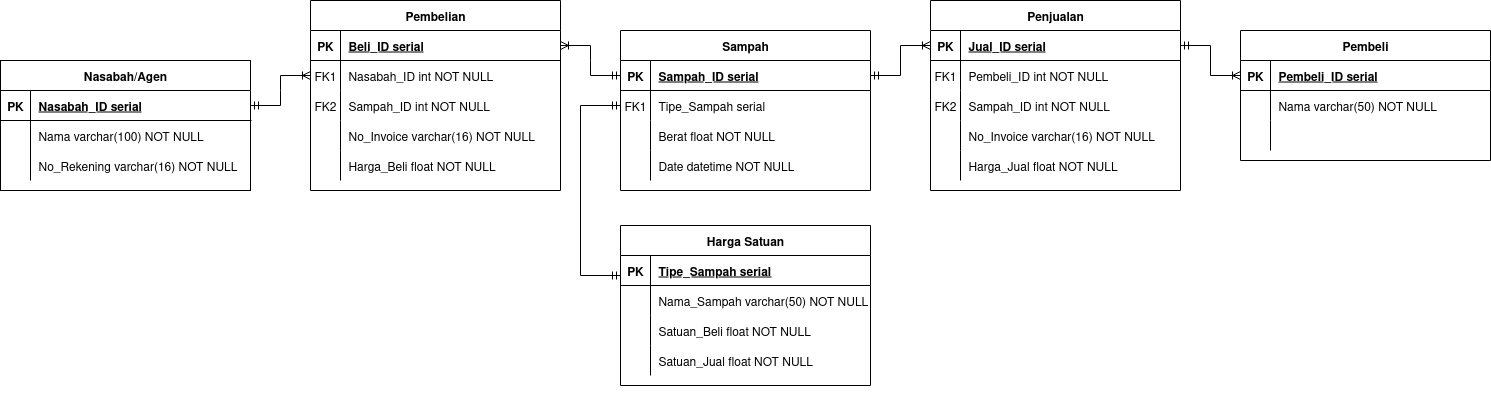 Nasabah/Agen
PK Nasabah_ID serial
Nama varchar(100) NOT NULL
No_Rekening varchar(16) NOT NULL
Pembelian
PK Beli_ID serial
FK1 Nasabah_ID int NOT NULL
FK2 Sampah_ID int NOT NULL
No_Invoice varchar(16) NOT NULL
Harga_Beli float NOT NULL
Sampah
PK Sampah_ID serial
FK1 Tipe_Sampah serial
Berat float NOT NULL
Date datetime NOT NULL
Harga Satuan
PK Tipe_Sampah serial
Nama_Sampah varchar(50) NOT NULL
Satuan_Beli float NOT NULL
Satuan_Jual float NOT NULL
Penjualan
PK Jual_ID serial
FK1 Pembeli_ID int NOT NULL
FK2 Sampah_ID int NOT NULL
No_Invoice varchar(16) NOT NULL
Harga_Jual float NOT NULL
Pembeli
PK Pembeli_ID serial
Nama varchar(50) NOT NULL